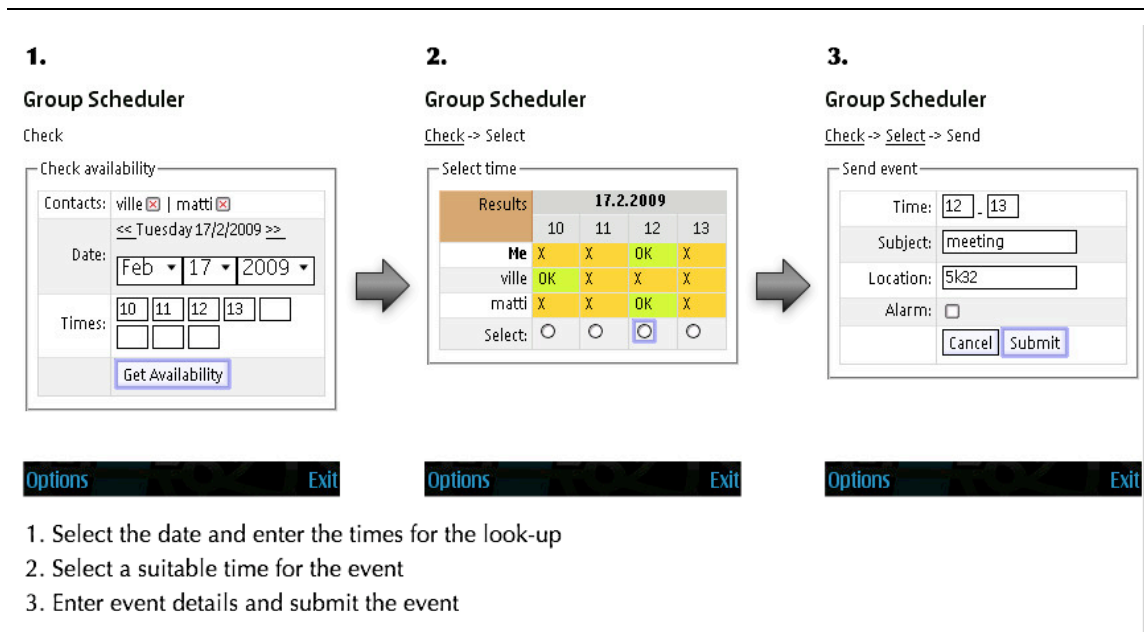 1.
Group Scheduler
Check
Check availability
Contacts: ville | matti
<< Tuesday 17/2/2009 >>
Date:
Feb 17 2009
Times: 10 11 12 13
Get Availability
Options Exit
2.
Group Scheduler
Check -> Select
Select time
Results 17.2.2009
10 11 12 13
Me X X OK X
ville OK X X X
matti X X OK X
Select:
Options Exit
3.
Group Scheduler
Check -> Select -> Send
Send event
Time: 12 - 13
Subject: meeting
Location: 5k32
Alarm:
Cancel Submit
Options Exit
1. Select the date and enter the times for the look-up
2. Select a suitable time for the event
3. Enter event details and submit the event